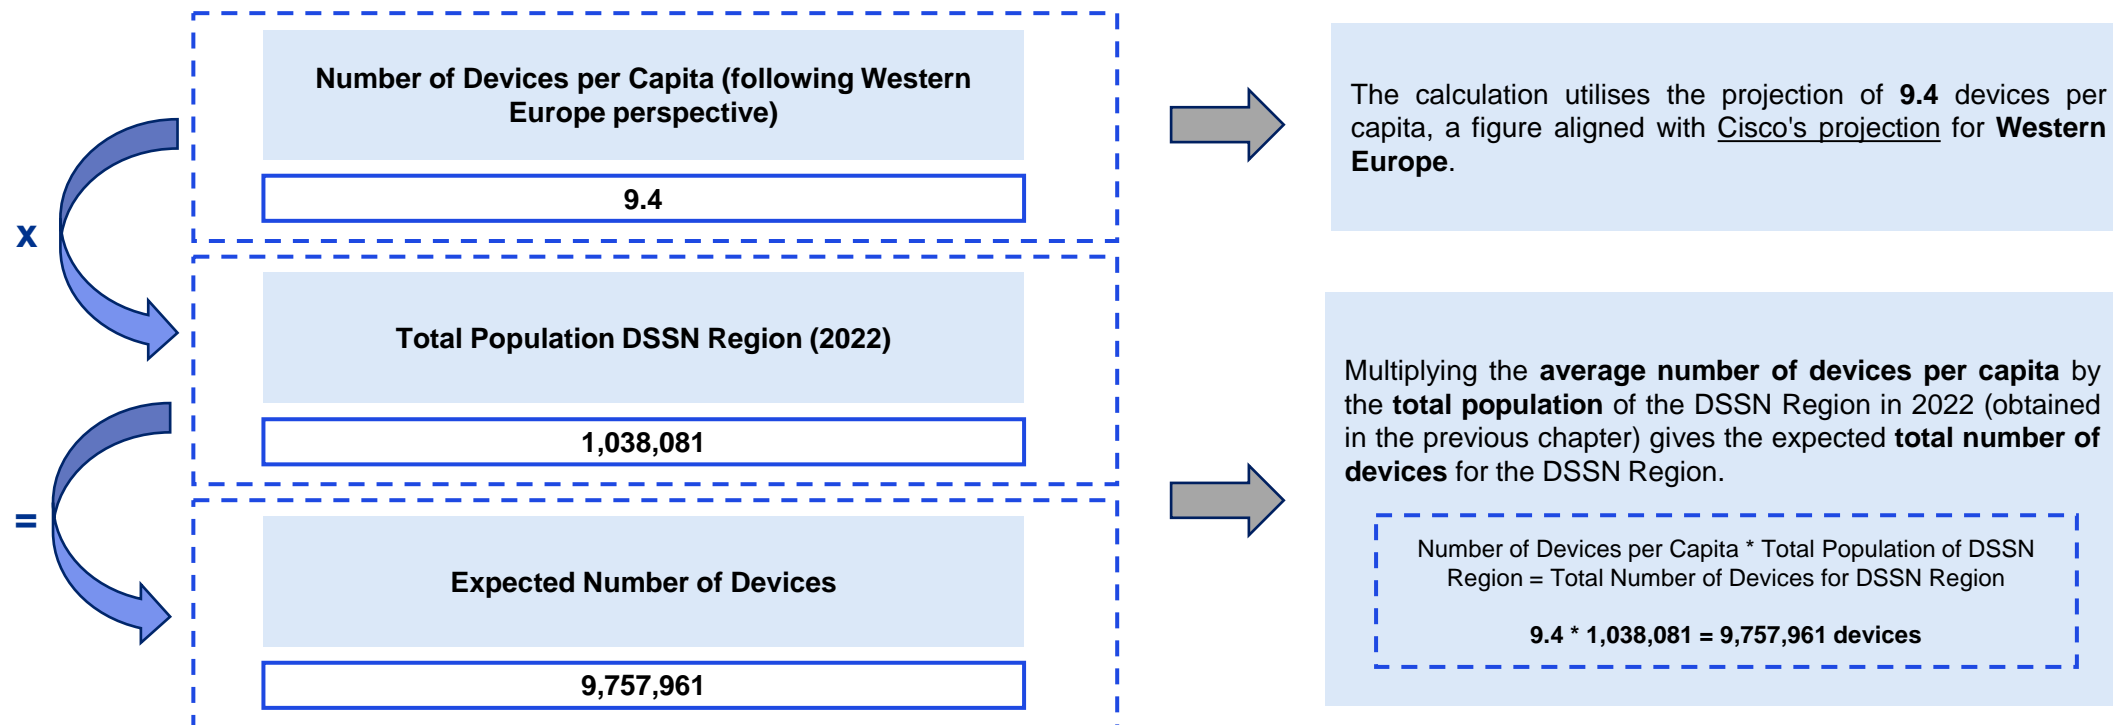 Number of Devices per Capita (following Western
Europe perspective)
9.4
x
Total Population DSSN Region (2022)
1,038,081
=
Expected Number of Devices
9,757,961
The calculation utilises the projection of 9.4 devices per
capita, a figure aligned with Cisco's projection for Western
Europe.
Multiplying the average number of devices per capita by
the total population of the DSSN Region in 2022 (obtained
in the previous chapter) gives the expected total number of
devices for the DSSN Region.
Number of Devices per Capita * Total Population of DSSN
Region = Total Number of Devices for DSSN Region
9.4 * 1,038,081 = 9,757,961 devices